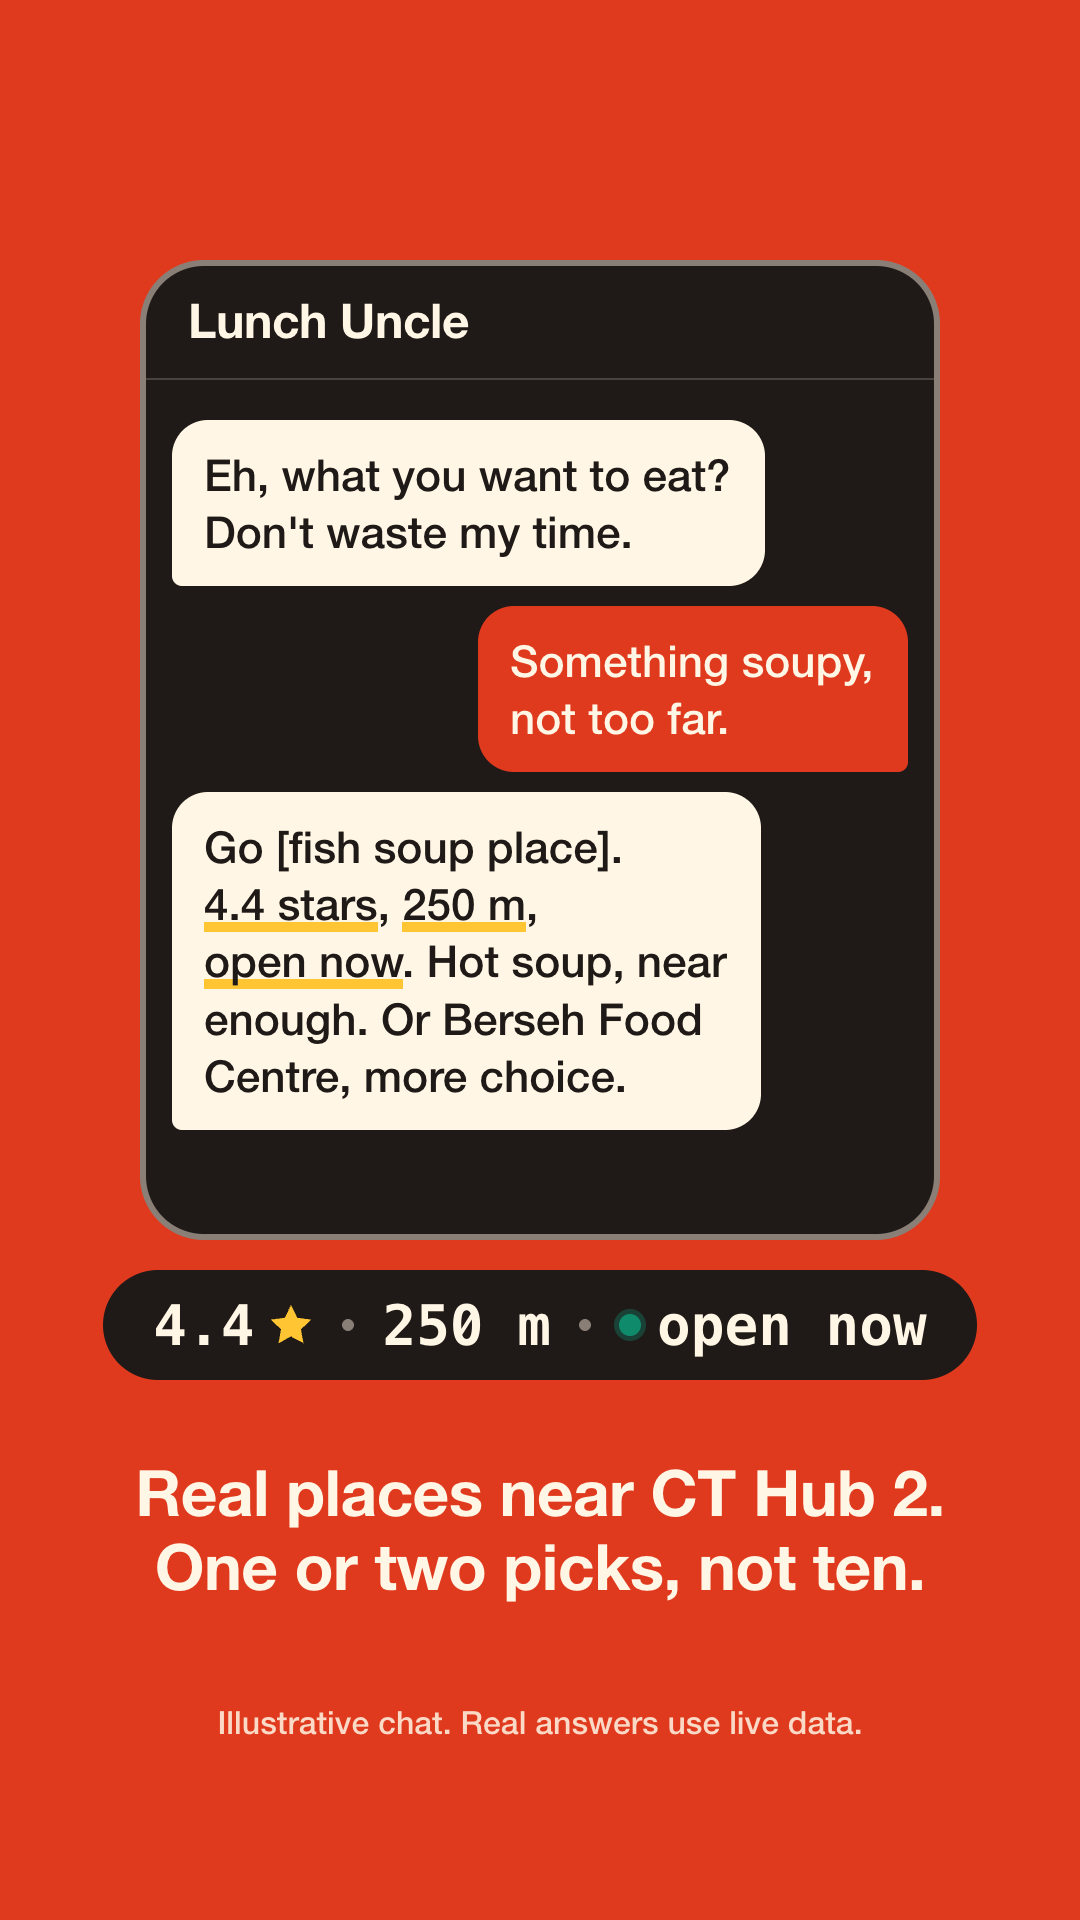 Lunch Uncle
Eh, what you want to eat?
Don't waste my time.
Something soupy,
not too far.
Go [fish soup place].
4.4 stars, 250 m,
open now. Hot soup, near
enough. Or Berseh Food
Centre, more choice.
4.4 ★ · 250 m · open now
Real places near CT Hub 2.
One or two picks, not ten.
Illustrative chat. Real answers use live data.